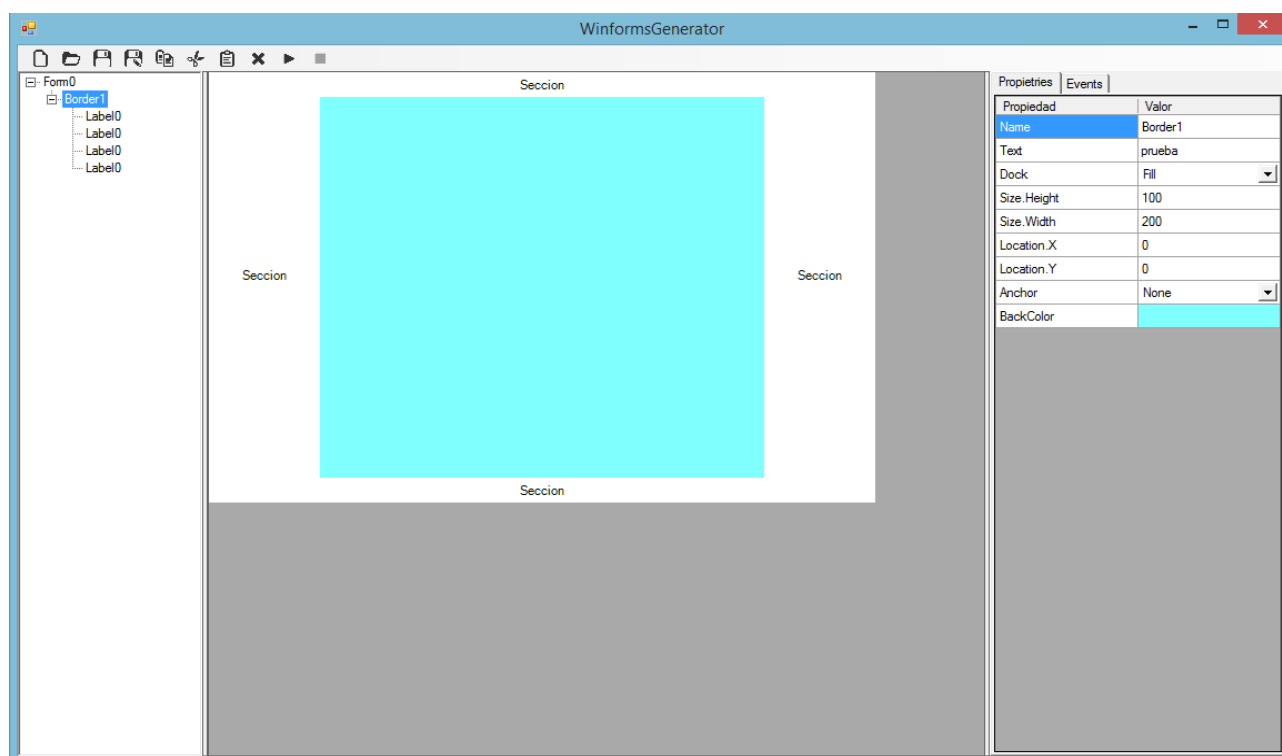 WinformsGenerator
Form0
Border1
Label0
Label0
Label0
Label0
Seccion
Seccion
Seccion
Seccion
Propietries Events
Propiedad Valor
Name Border1
Text prueba
Dock Fill
Size.Height 100
Size.Width 200
Location.X 0
Location.Y 0
Anchor None
BackColor